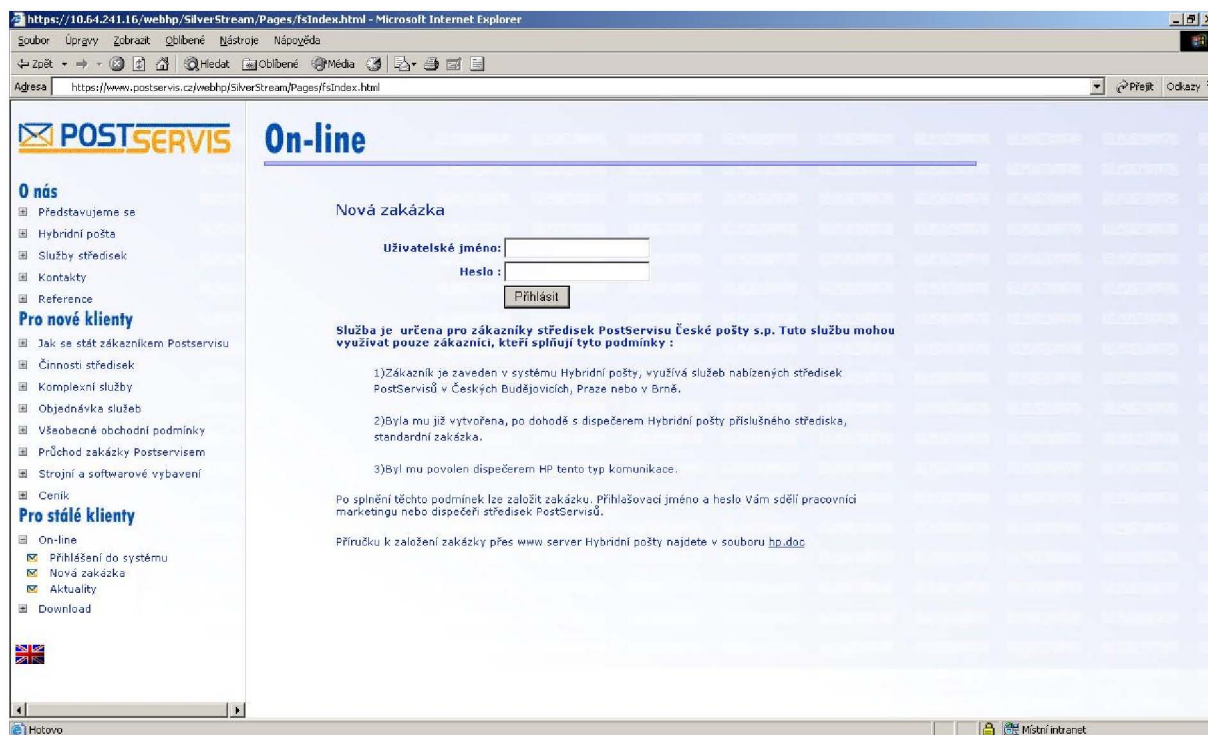 https://10.64.241.16/webhp/SilverStream/Pages/fsIndex.html - Microsoft Internet Explorer
Soubor Úpravy Zobrazit Oblíbené Nástroje Nápověda
Zpět Hledat Oblíbené Média
Adresa https://www.postservis.cz/webhp/SilverStream/Pages/fsIndex.html Přejít Odkazy
POSTSERVIS
On-line
O nás
Představujeme se
Hybridní pošta
Služby středisek
Kontakty
Reference
Pro nové klienty
Jak se stát zákazníkem Postservisu
Činnosti středisek
Komplexní služby
Objednávka služeb
Všeobecné obchodní podmínky
Průchod zakázky Postservisem
Strojní a softwarové vybavení
Ceník
Pro stálé klienty
On-line
Přihlášení do systému
Nová zakázka
Aktuality
Download
Nová zakázka
Uživatelské jméno:
Heslo :
Přihlásit
Služba je určena pro zákazníky středisek PostServisu České pošty s.p. Tuto službu mohou
využívat pouze zákazníci, kteří splňují tyto podmínky :
1)Zákazník je zaveden v systému Hybridní pošty, využívá služeb nabízených středisek
PostServisů v Českých Budějovicích, Praze nebo v Brně.
2)Byla mu již vytvořena, po dohodě s dispečerem Hybridní pošty příslušného střediska,
standardní zakázka.
3)Byl mu povolen dispečerem HP tento typ komunikace.
Po splnění těchto podmínek lze založit zakázku. Přihlašovací jméno a heslo Vám sdělí pracovníci
marketingu nebo dispečeři středisek PostServisů.
Příručku k založení zakázky přes www server Hybridní pošty najdete v souboru hp.doc
Hotovo
Místní intranet